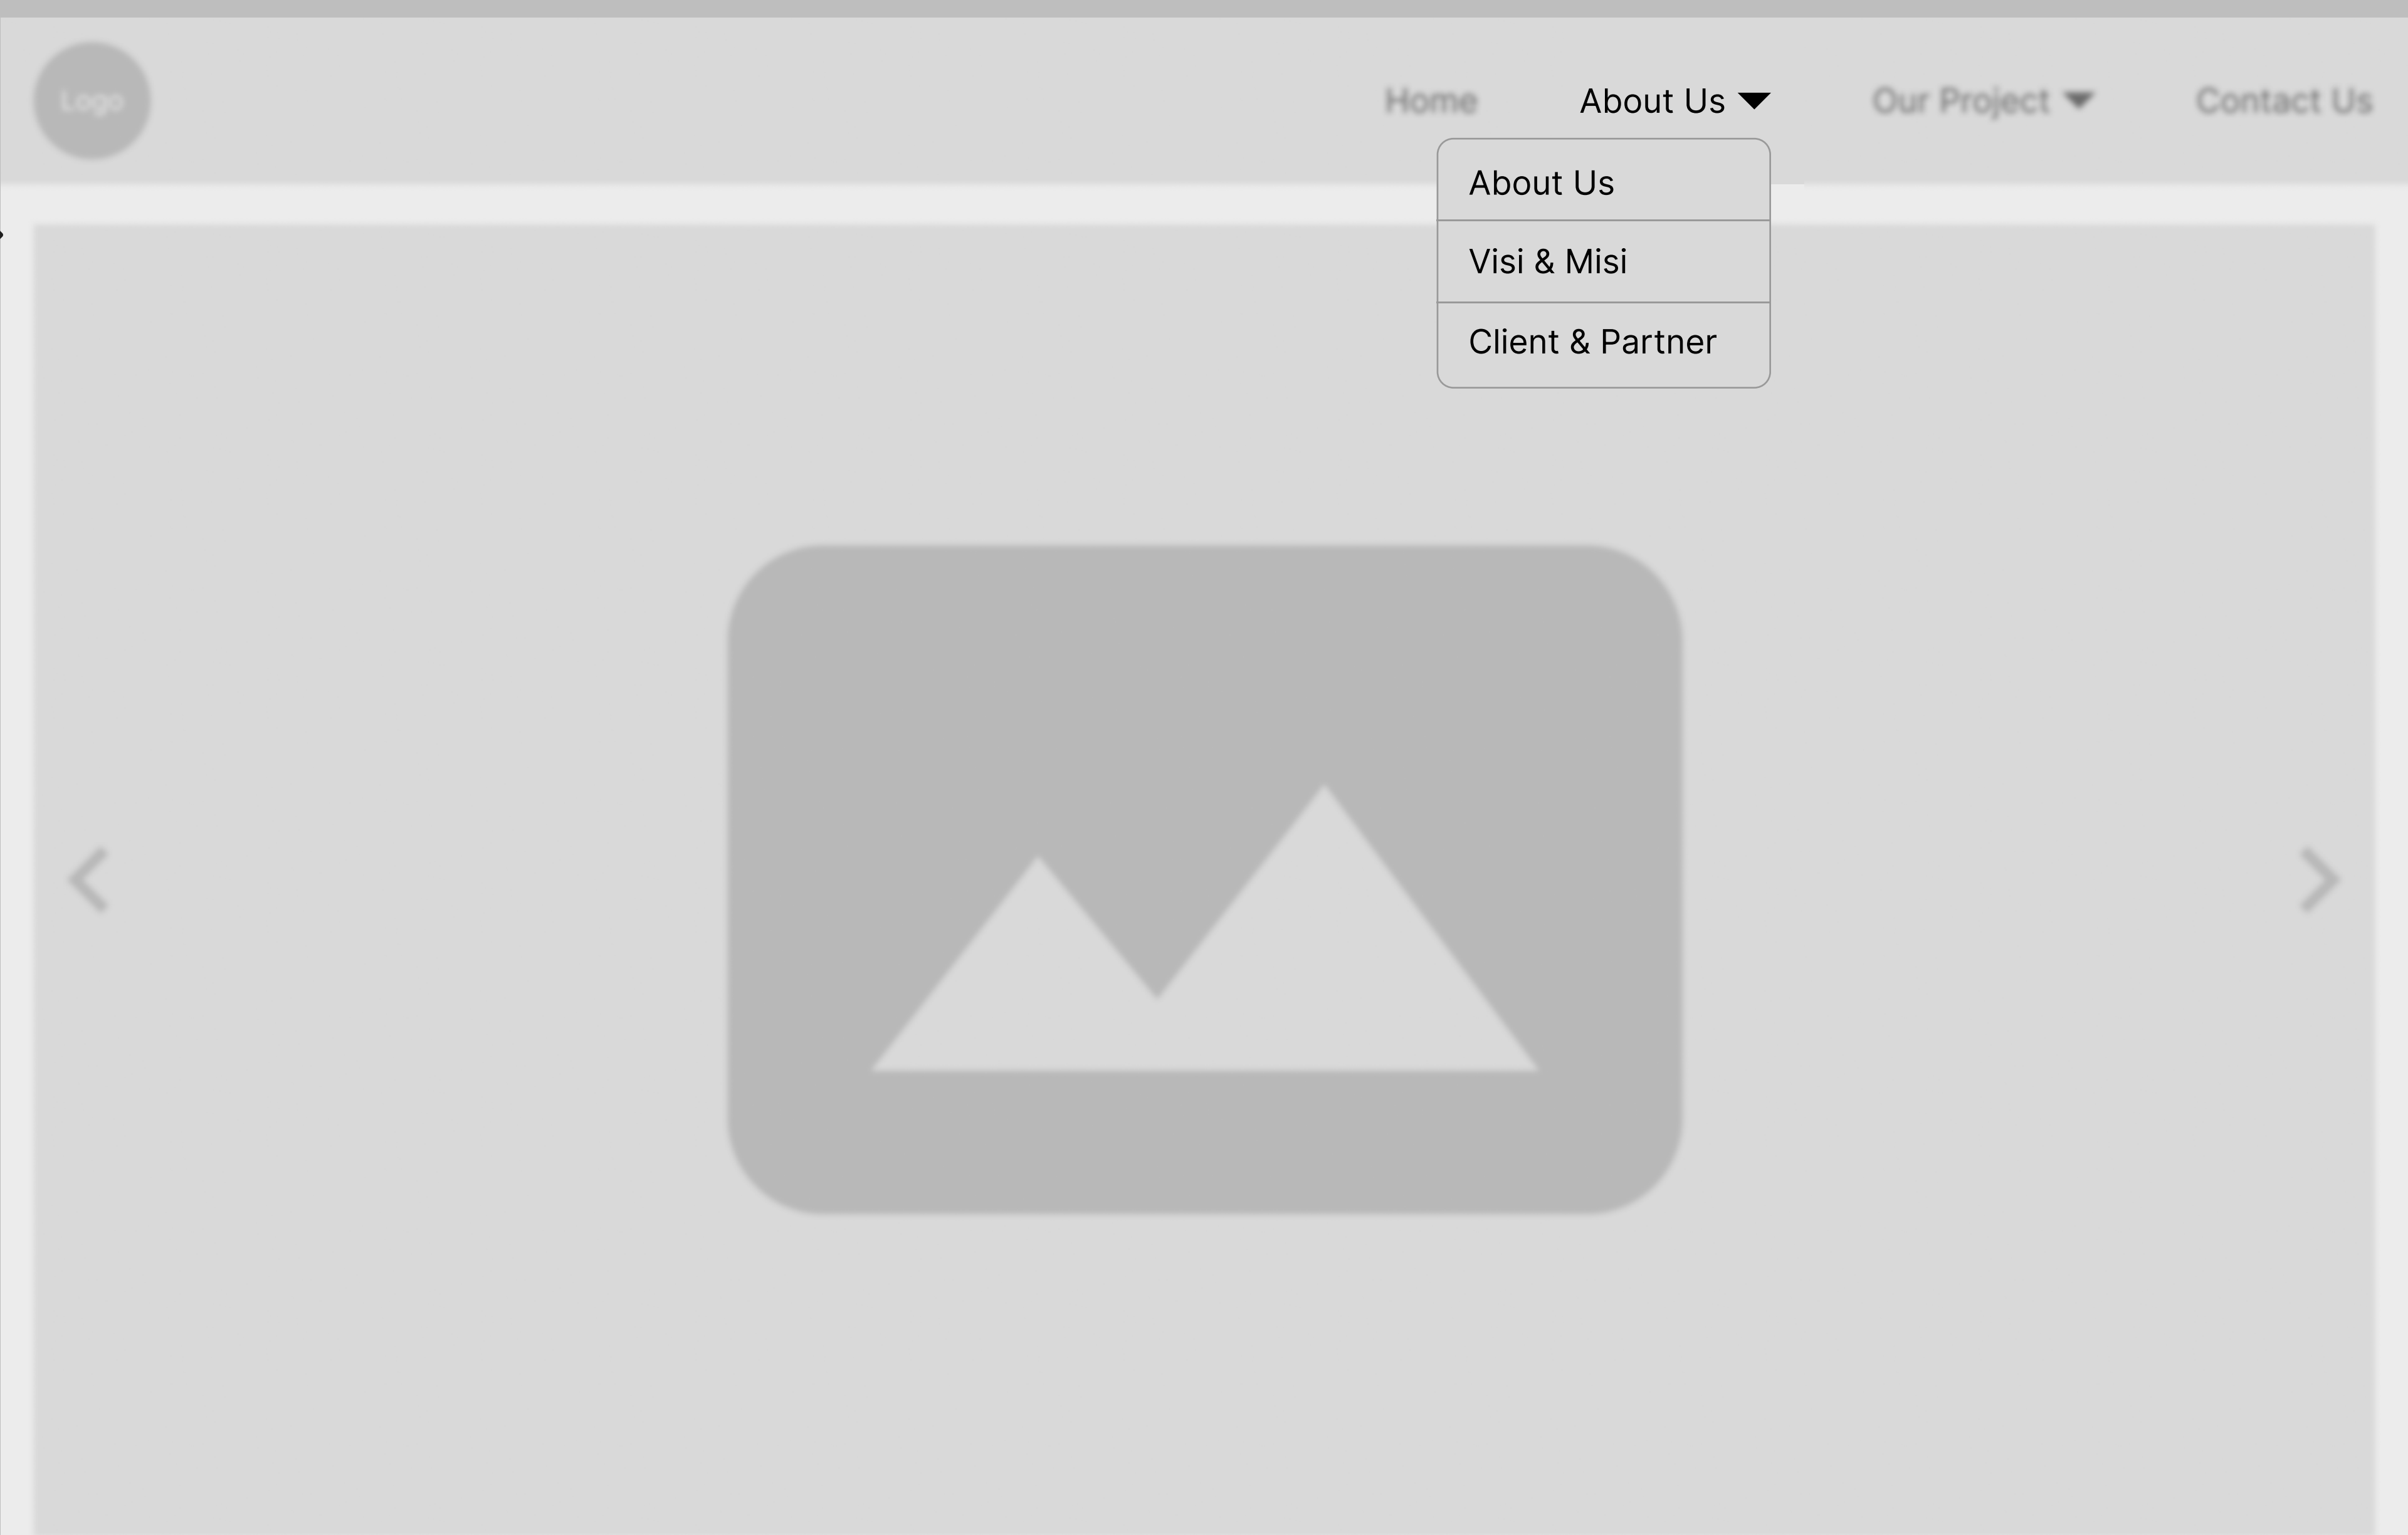 Logo
Home
About Us
Our Project
Contact Us
About Us
Visi & Misi
Client & Partner